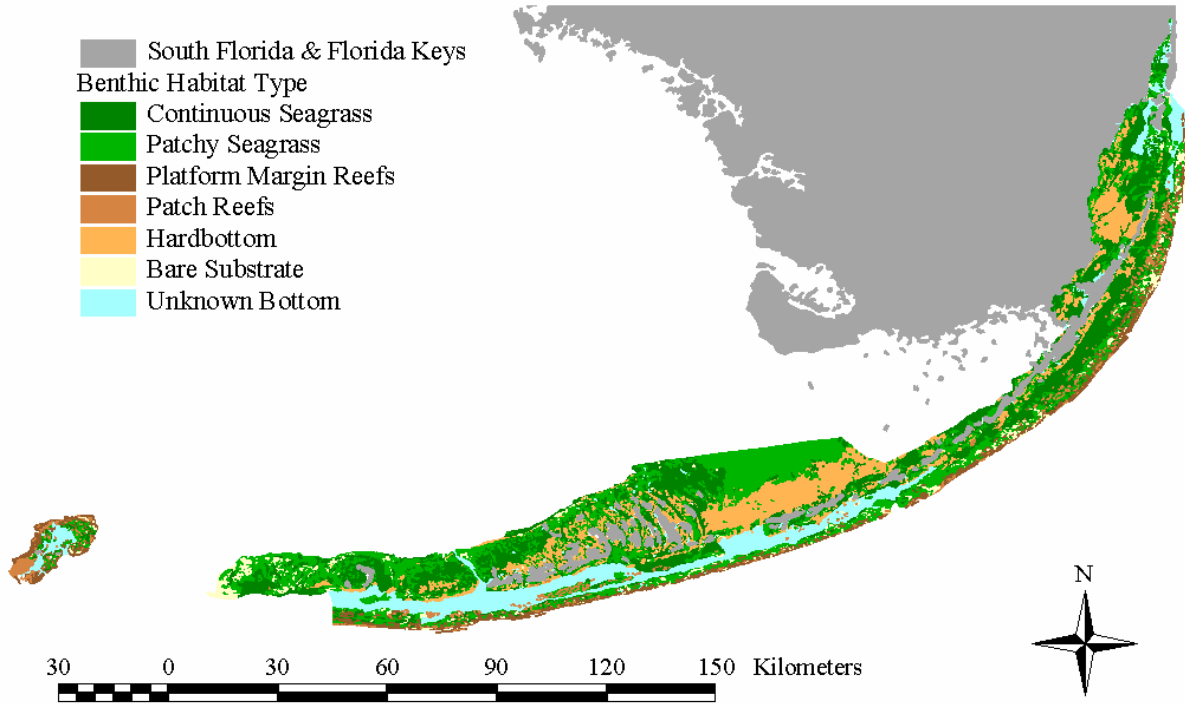 South Florida & Florida Keys
Benthic Habitat Type
Continuous Seagrass
Patchy Seagrass
Platform Margin Reefs
Patch Reefs
Hardbottom
Bare Substrate
Unknown Bottom
N
30 0 30 60 90 120 150 Kilometers